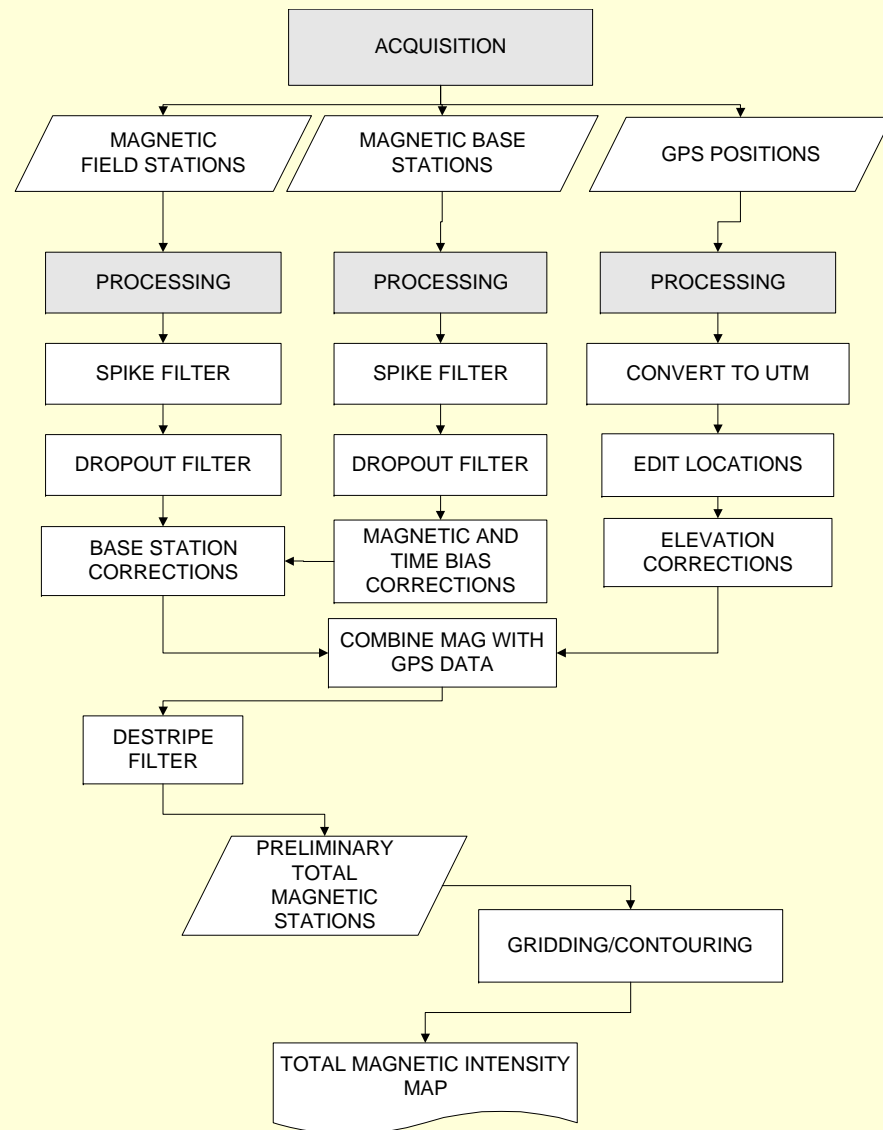 ACQUISITION
MAGNETIC
FIELD STATIONS
MAGNETIC BASE
STATIONS
GPS POSITIONS
PROCESSING
PROCESSING
PROCESSING
SPIKE FILTER
SPIKE FILTER
CONVERT TO UTM
DROPOUT FILTER
DROPOUT FILTER
EDIT LOCATIONS
BASE STATION
CORRECTIONS
MAGNETIC AND
TIME BIAS
CORRECTIONS
ELEVATION
CORRECTIONS
COMBINE MAG WITH
GPS DATA
DESTRIPE
FILTER
PRELIMINARY
TOTAL
MAGNETIC
STATIONS
GRIDDING/CONTOURING
TOTAL MAGNETIC INTENSITY
MAP